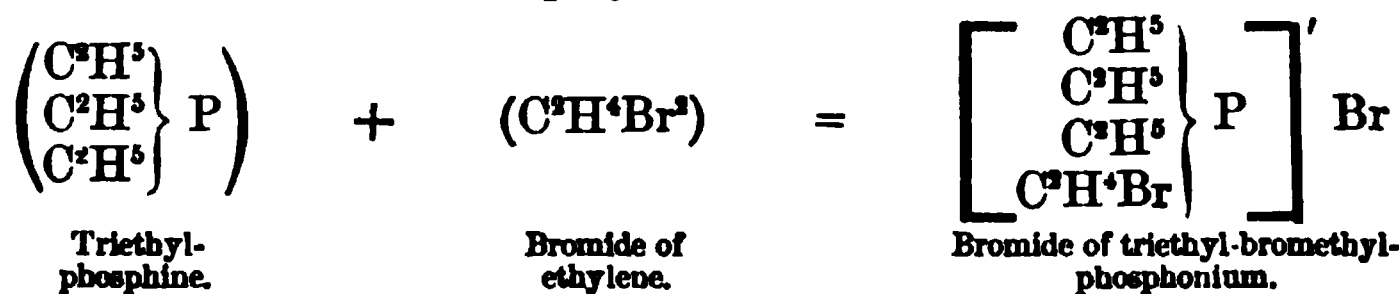 C²H⁵ C²H⁵
C²H⁵ C²H⁵
( C²H⁵ } P ) + (C²H⁴Br²) = [ C²H⁵ } P ]′ Br
C²H⁴Br
Triethyl- Bromide of Bromide of triethyl-bromethyl-
phosphine. ethylene. phosphonium.